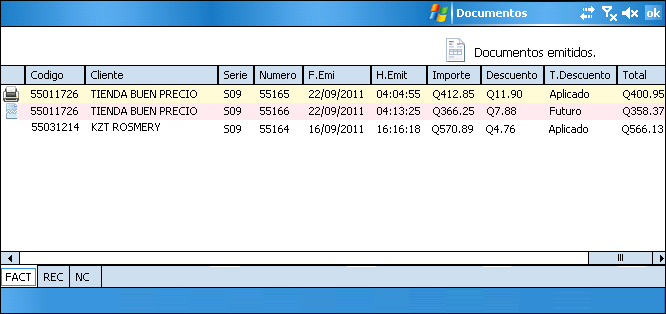 Documentos ok
Documentos emitidos.
Codigo Cliente Serie Numero F.Emi H.Emit Importe Descuento T.Descuento Total
55011726 TIENDA BUEN PRECIO S09 55165 22/09/2011 04:04:55 Q412.85 Q11.90 Aplicado Q400.95
55011726 TIENDA BUEN PRECIO S09 55166 22/09/2011 04:13:25 Q366.25 Q7.88 Futuro Q358.37
55031214 KZT ROSMERY S09 55164 16/09/2011 16:16:18 Q570.89 Q4.76 Aplicado Q566.13
FACT REC NC